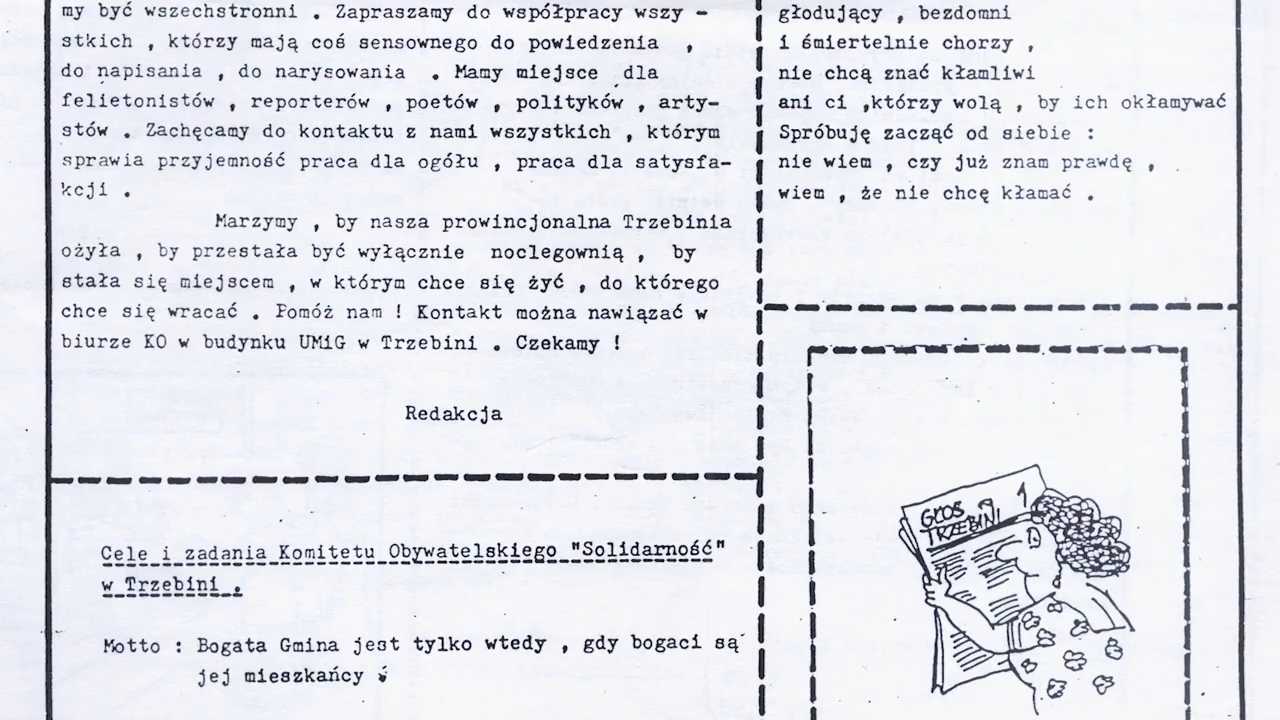 my być wszechstronni . Zapraszamy do współpracy wszy -
stkich , którzy mają coś sensownego do powiedzenia ,
do napisania , do narysowania . Mamy miejsce dla
felietonistów , reporterów , poetów , polityków , arty-
stów . Zachęcamy do kontaktu z nami wszystkich , którym
sprawia przyjemność praca dla ogółu , praca dla satysfa-
kcji .
Marzymy , by nasza prowincjonalna Trzebinia
ożyła , by przestała być wyłącznie noclegownią , by
stała się miejscem , w którym chce się żyć , do którego
chce się wracać . Pomóż nam ! Kontakt można nawiązać w
biurze KO w budynku UMiG w Trzebini . Czekamy !
Redakcja
Cele i zadania Komitetu Obywatelskiego "Solidarność"
w Trzebini .
Motto : Bogata Gmina jest tylko wtedy , gdy bogaci są
jej mieszkańcy
głodujący , bezdomni
i śmiertelnie chorzy ,
nie chcą znać kłamliwi
ani ci ,którzy wolą , by ich okłamywać
Spróbuję zacząć od siebie :
nie wiem , czy już znam prawdę ,
wiem , że nie chcę kłamać .
GŁOS 1
TRZEBINI